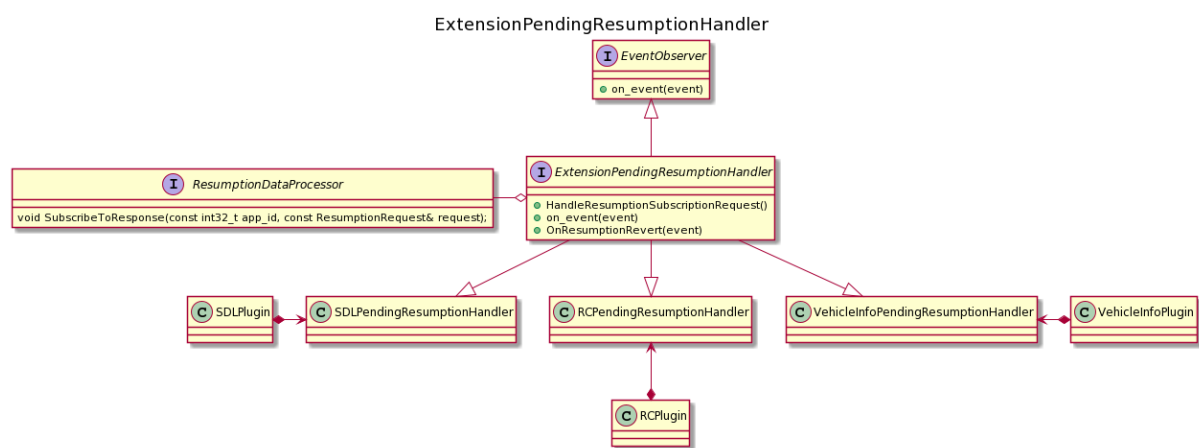 ExtensionPendingResumptionHandler
I EventObserver
on_event(event)
I ResumptionDataProcessor
void SubscribeToResponse(const int32_t app_id, const ResumptionRequest& request);
I ExtensionPendingResumptionHandler
HandleResumptionSubscriptionRequest()
on_event(event)
OnResumptionRevert(event)
C SDLPlugin
C SDLPendingResumptionHandler
C RCPendingResumptionHandler
C VehicleInfoPendingResumptionHandler
C VehicleInfoPlugin
C RCPlugin